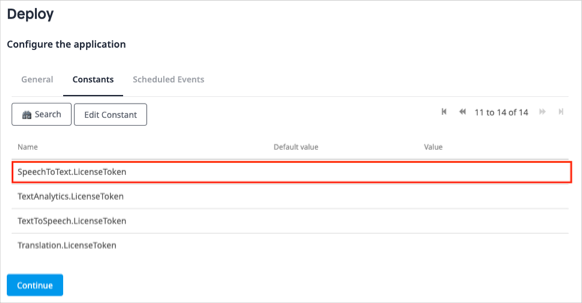 Deploy
Configure the application
General Constants Scheduled Events
Search Edit Constant 11 to 14 of 14
Name Default value Value
SpeechToText.LicenseToken
TextAnalytics.LicenseToken
TextToSpeech.LicenseToken
Translation.LicenseToken
Continue